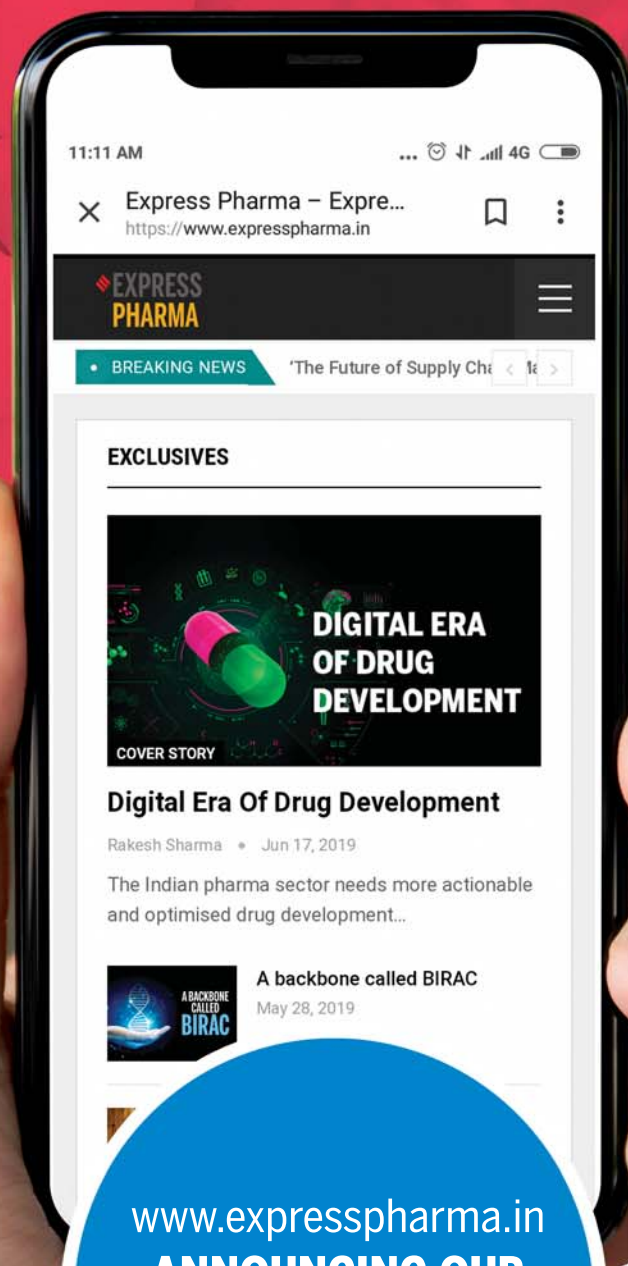 11:11 AM
... 4G
Express Pharma – Expre...
https://www.expresspharma.in
EXPRESS
PHARMA
• BREAKING NEWS
'The Future of Supply Cha
EXCLUSIVES
DIGITAL ERA
OF DRUG
DEVELOPMENT
COVER STORY
Digital Era Of Drug Development
Rakesh Sharma • Jun 17, 2019
The Indian pharma sector needs more actionable
and optimised drug development...
A BACKBONE
CALLED
BIRAC
A backbone called BIRAC
May 28, 2019
www.expresspharma.in
ANNOUNCING OUR